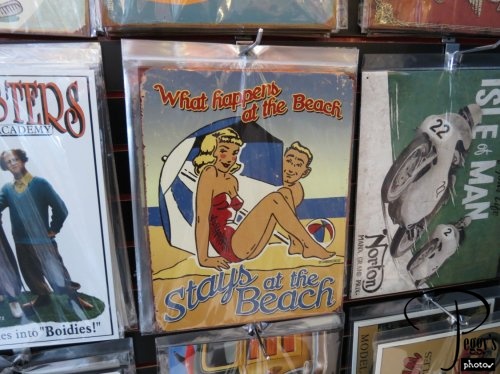 STERS
ACADEMY
es into "Boidies!"
What happens
at the Beach
Stays at the
Beach
ISLE of
MAN
22
2
Norton
Peggy's
photos